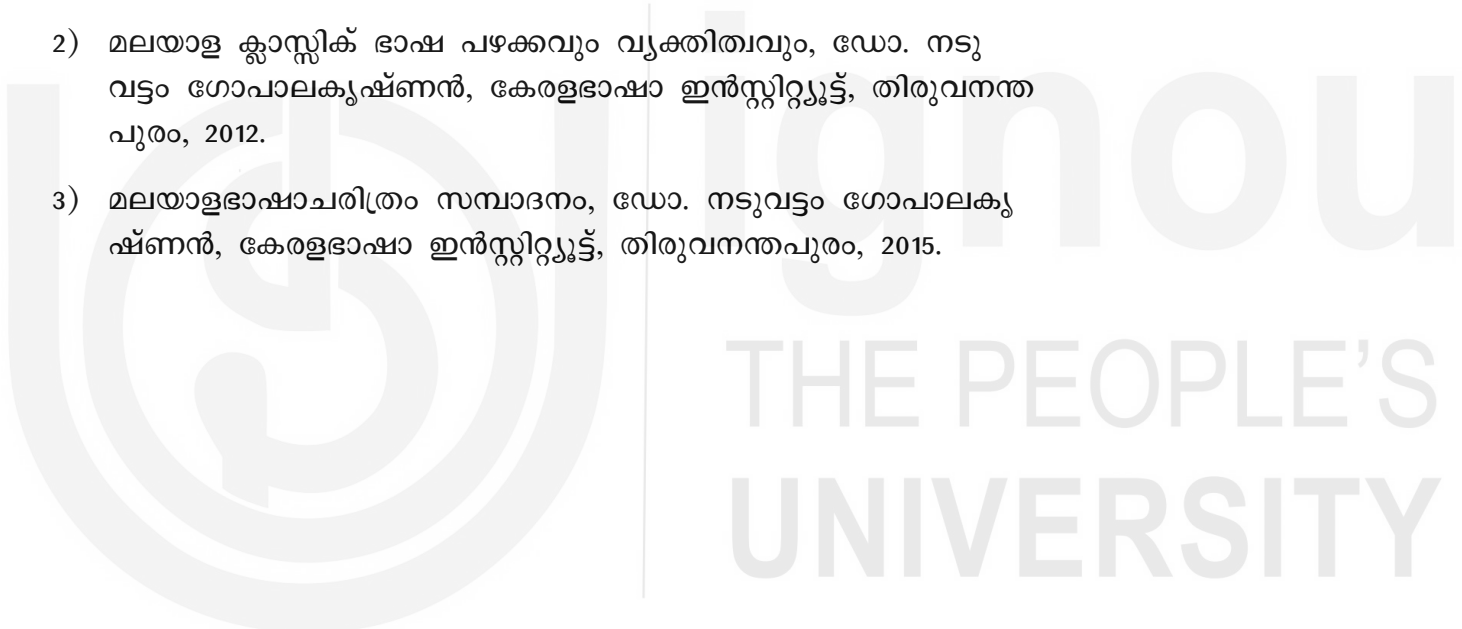 2) മലയാള ക്ലാസ്സിക് ഭാഷ പഴക്കവും വ്യക്തിത്വവും, ഡോ. നടു
വട്ടം ഗോപാലകൃഷ്ണൻ, കേരളഭാഷാ ഇൻസ്റ്റിറ്റ്യൂട്ട്, തിരുവനന്ത
പുരം, 2012.
3) മലയാളഭാഷാചരിത്രം സമ്പാദനം, ഡോ. നടുവട്ടം ഗോപാലകൃ
ഷ്ണൻ, കേരളഭാഷാ ഇൻസ്റ്റിറ്റ്യൂട്ട്, തിരുവനന്തപുരം, 2015.
ignou
THE PEOPLE'S
UNIVERSITY